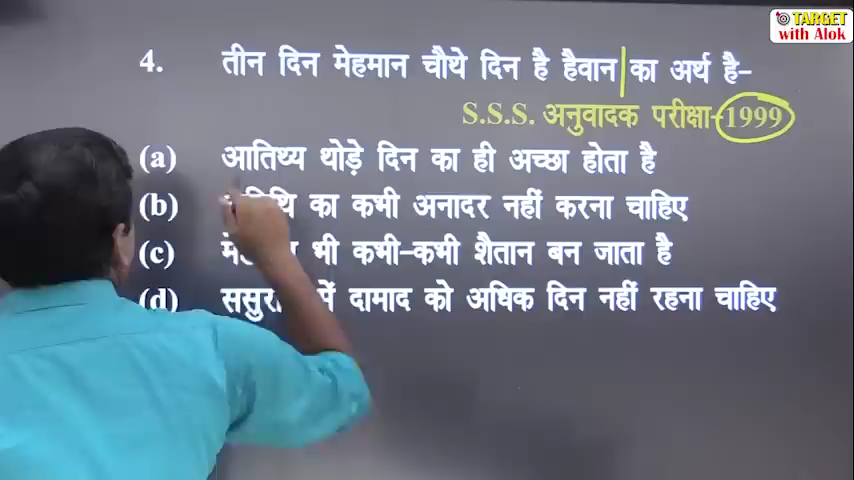 TARGET
with Alok
4. तीन दिन मेहमान चौथे दिन है हैवान का अर्थ है-
S.S.S. अनुवादक परीक्षा-1999
(a) आतिथ्य थोड़े दिन का ही अच्छा होता है
(b) का कभी अनादर नहीं करना चाहिए
(c) भी कभी-कभी शैतान बन जाता है
(d) में दामाद को अधिक दिन नहीं रहना चाहिए